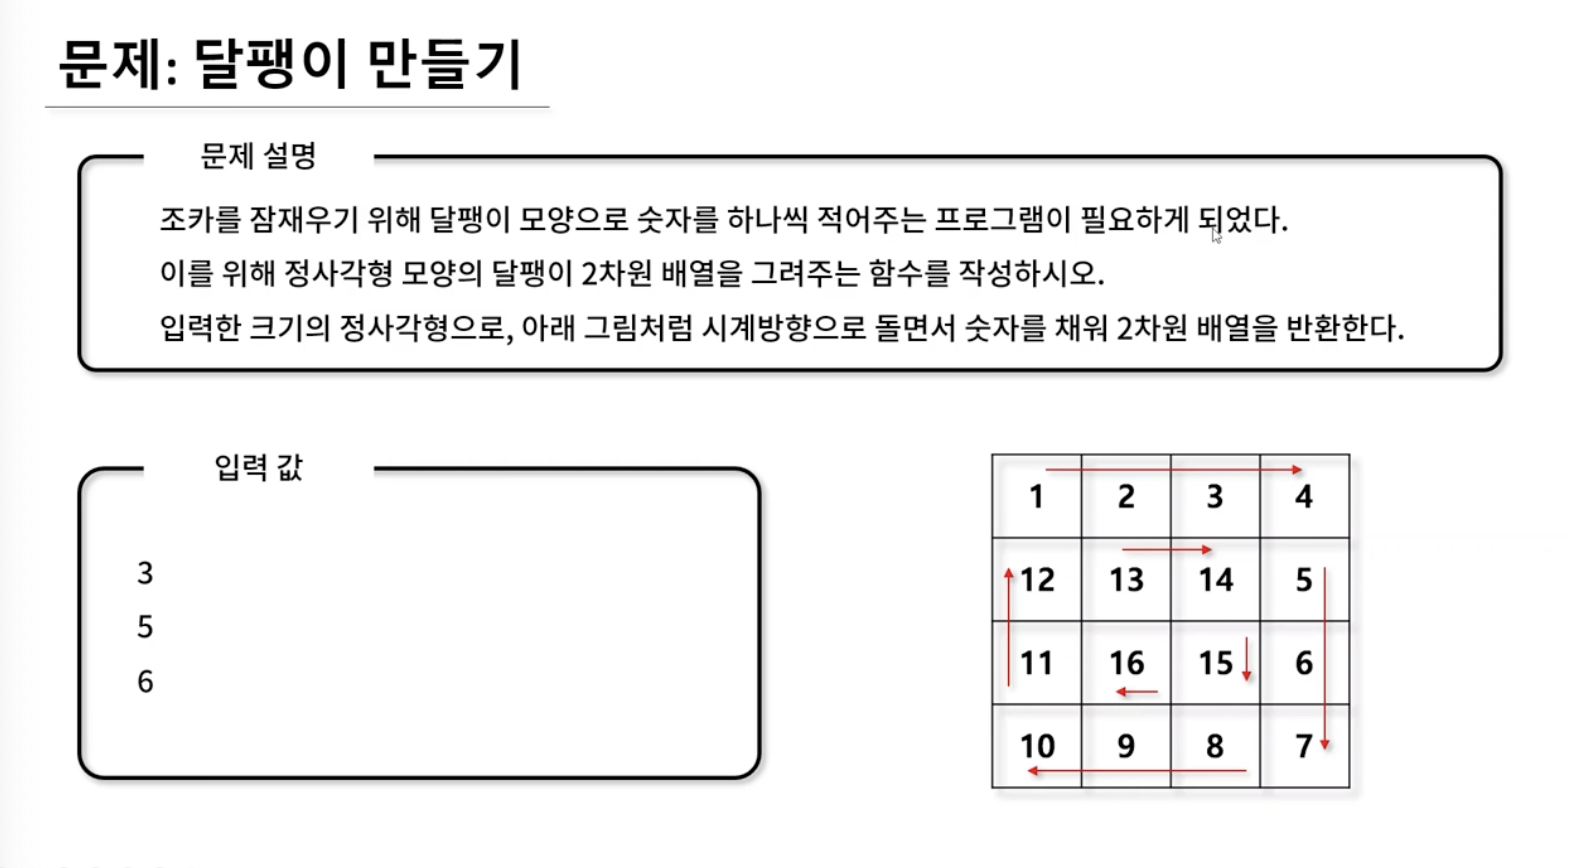 문제: 달팽이 만들기
문제 설명
조카를 잠재우기 위해 달팽이 모양으로 숫자를 하나씩 적어주는 프로그램이 필요하게 되었다.
이를 위해 정사각형 모양의 달팽이 2차원 배열을 그려주는 함수를 작성하시오.
입력한 크기의 정사각형으로, 아래 그림처럼 시계방향으로 돌면서 숫자를 채워 2차원 배열을 반환한다.
입력 값
3
5
6
1 2 3 4
12 13 14 5
11 16 15 6
10 9 8 7